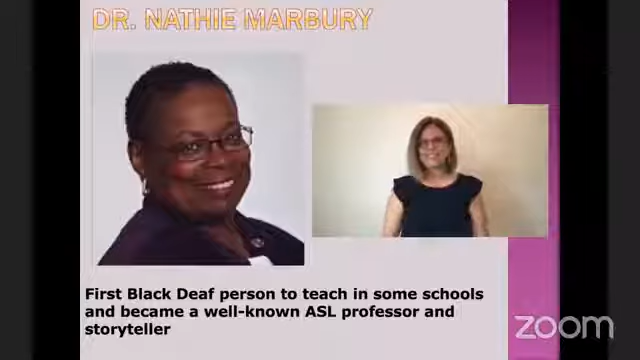 DR. NATHIE MARBURY
First Black Deaf person to teach in some schools
and became a well-known ASL professor and
storyteller
zoom